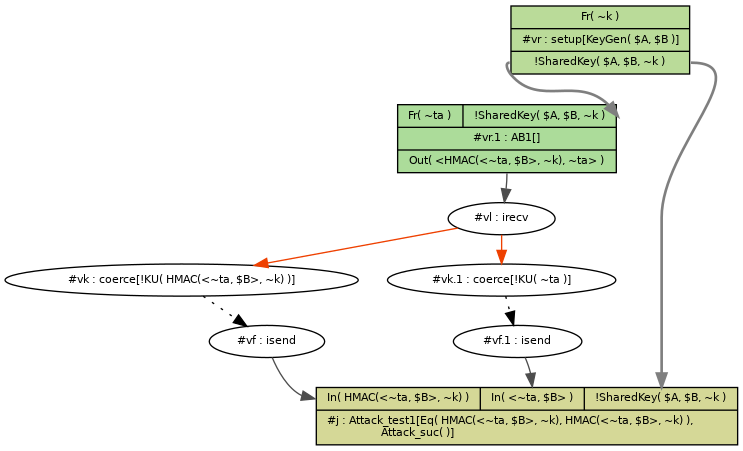 Fr( ~k )
#vr : setup[KeyGen( $A, $B )]
!SharedKey( $A, $B, ~k )
Fr( ~ta ) !SharedKey( $A, $B, ~k )
#vr.1 : AB1[]
Out( <HMAC(<~ta, $B>, ~k), ~ta> )
#vl : irecv
#vk : coerce[!KU( HMAC(<~ta, $B>, ~k) )]
#vk.1 : coerce[!KU( ~ta )]
#vf : isend
#vf.1 : isend
In( HMAC(<~ta, $B>, ~k) ) In( <~ta, $B> ) !SharedKey( $A, $B, ~k )
#j : Attack_test1[Eq( HMAC(<~ta, $B>, ~k), HMAC(<~ta, $B>, ~k) ),
Attack_suc( )]